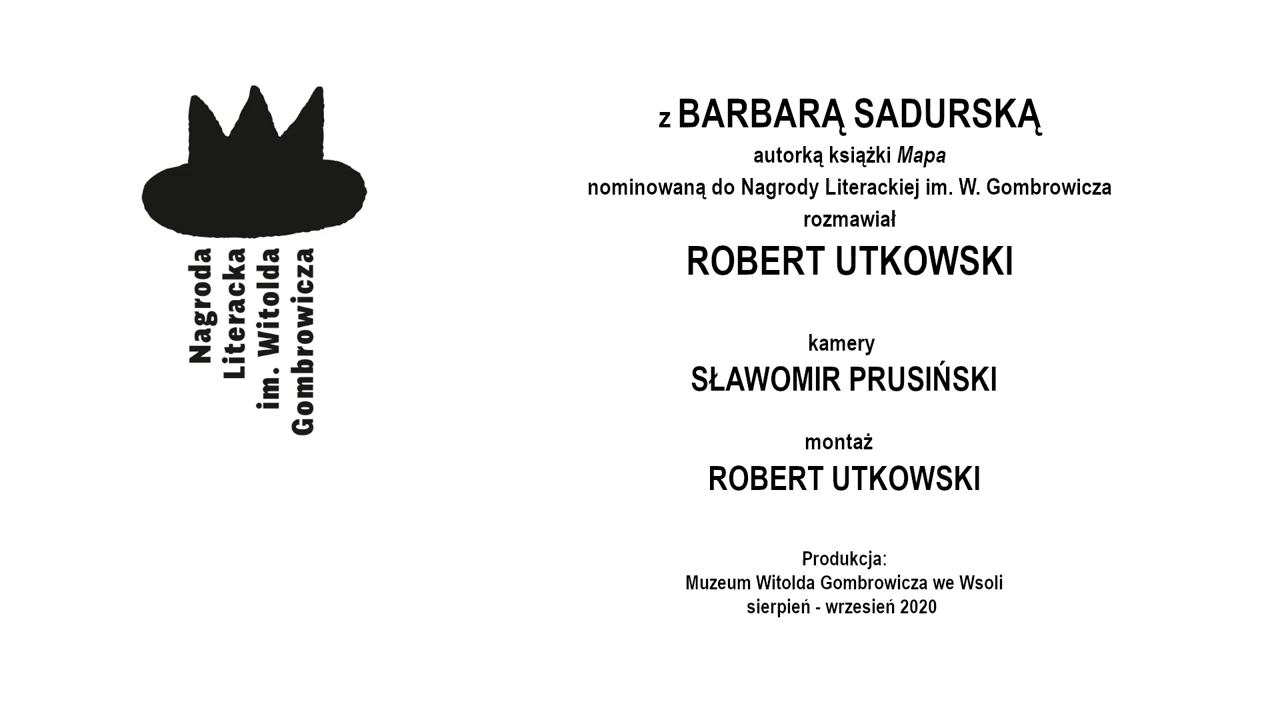 Nagroda
Literacka
im. Witolda
Gombrowicza
z BARBARĄ SADURSKĄ
autorką książki Mapa
nominowaną do Nagrody Literackiej im. W. Gombrowicza
rozmawiał
ROBERT UTKOWSKI
kamery
SŁAWOMIR PRUSIŃSKI
montaż
ROBERT UTKOWSKI
Produkcja:
Muzeum Witolda Gombrowicza we Wsoli
sierpień - wrzesień 2020